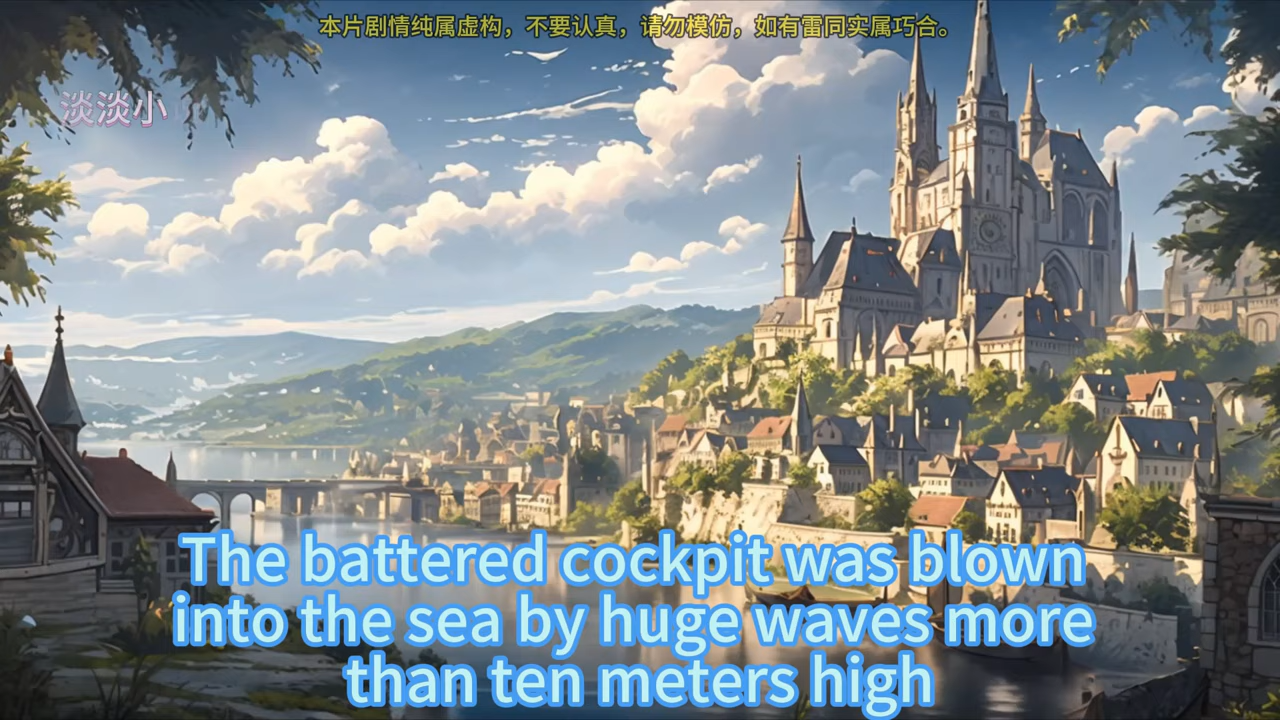 本片剧情纯属虚构，不要认真，请勿模仿，如有雷同实属巧合。
淡淡小
The battered cockpit was blown
into the sea by huge waves more
than ten meters high